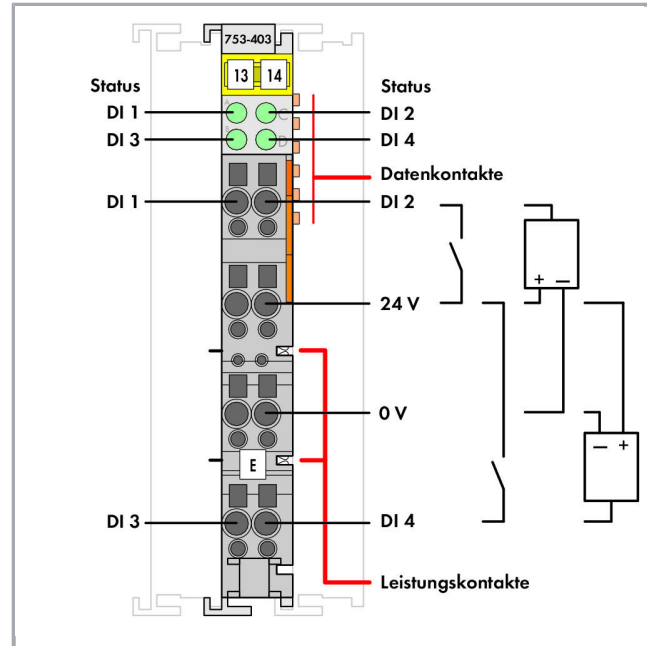 753-403
13 14
Status Status
A C
DI 1 DI 2
B D
DI 3 DI 4
Datenkontakte
DI 1 DI 2
+ −
24 V
0 V
− +
E
DI 3 DI 4
Leistungskontakte